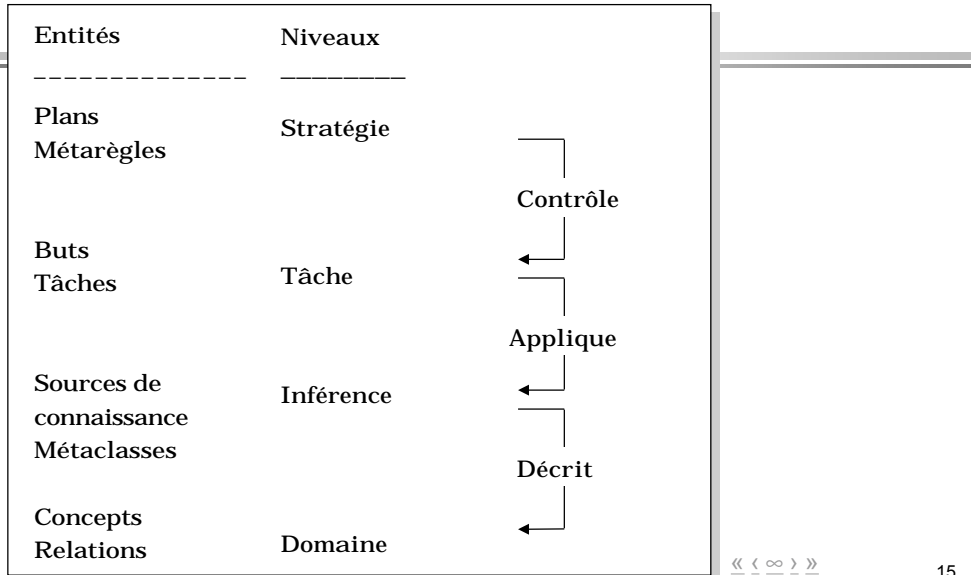 Entités Niveaux
_ _ _ _ _ _ _ _ _ _ _ _ _ _ _________
Plans
Métarègles
Stratégie
Contrôle
Buts
Tâches
Tâche
Applique
Sources de
connaissance
Métaclasses
Inférence
Décrit
Concepts
Relations
Domaine
« ‹ ∞ › »
15